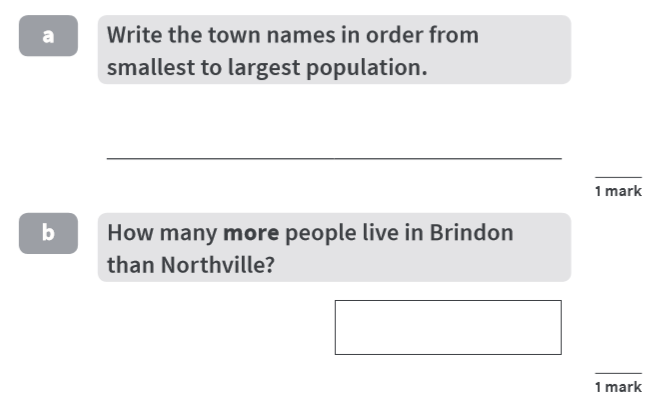 a
Write the town names in order from
smallest to largest population.
1 mark
b
How many more people live in Brindon
than Northville?
1 mark